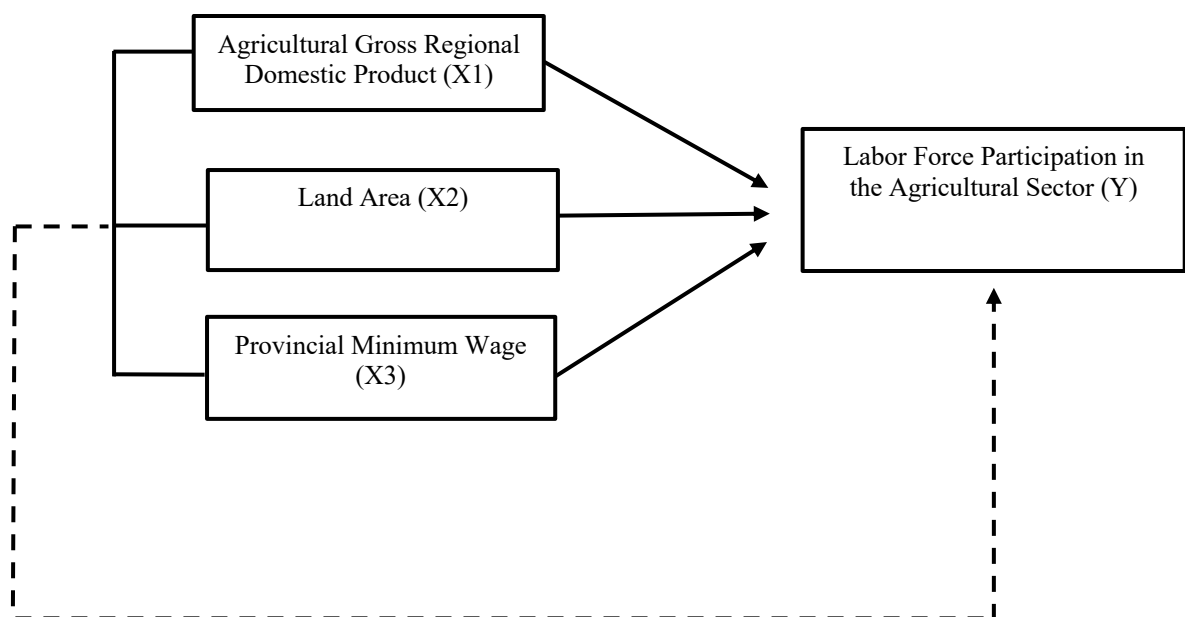 Agricultural Gross Regional
Domestic Product (X1)
Land Area (X2)
Provincial Minimum Wage
(X3)
Labor Force Participation in
the Agricultural Sector (Y)